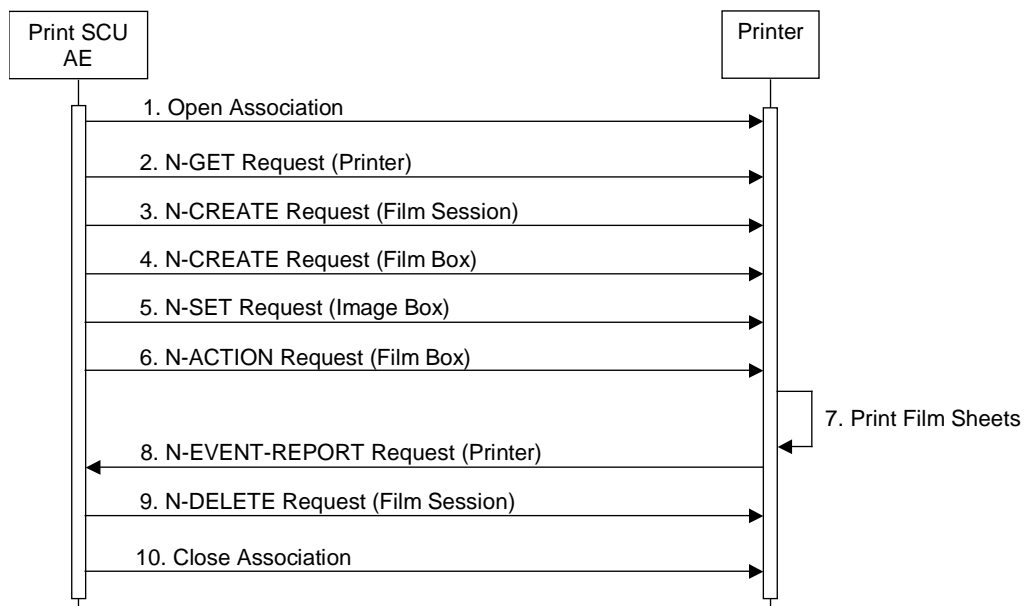 Print SCU
AE
Printer
1. Open Association
2. N-GET Request (Printer)
3. N-CREATE Request (Film Session)
4. N-CREATE Request (Film Box)
5. N-SET Request (Image Box)
6. N-ACTION Request (Film Box)
7. Print Film Sheets
8. N-EVENT-REPORT Request (Printer)
9. N-DELETE Request (Film Session)
10. Close Association